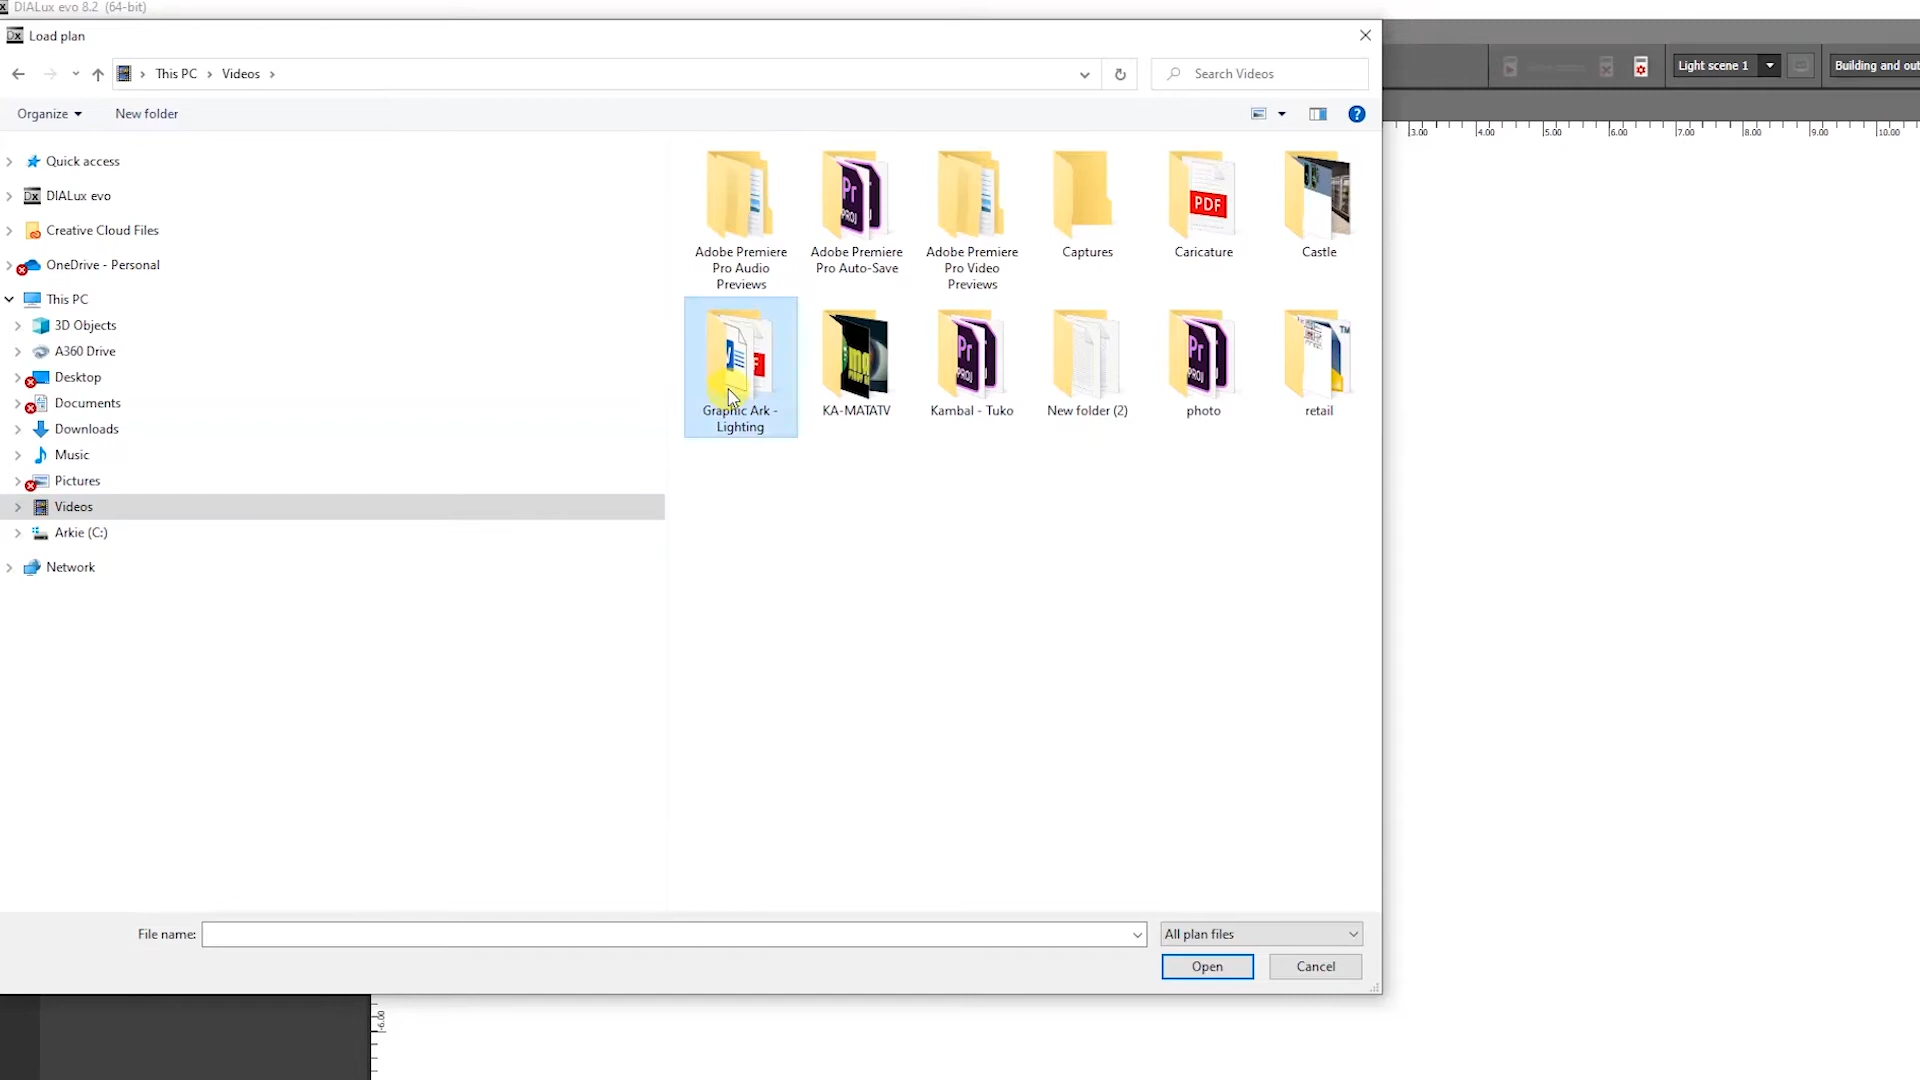 DIALux evo 8.2 (64-bit)
Load plan
This PC
Videos
Search Videos
Light scene 1
Building and out
Organize
New folder
3.00 4.00 5.00 6.00 7.00 8.00 9.00 10.00
Quick access
DIALux evo
Creative Cloud Files
OneDrive - Personal
This PC
3D Objects
A360 Drive
Desktop
Documents
Downloads
Music
Pictures
Videos
Arkie (C:)
Network
Adobe Premiere
Pro Audio
Previews
Adobe Premiere
Pro Auto-Save
Adobe Premiere
Pro Video
Previews
Captures
PDF
Caricature
Castle
Graphic Ark -
Lighting
KA-MATATV
Kambal - Tuko
New folder (2)
photo
retail
File name:
All plan files
Open
Cancel
-6.00